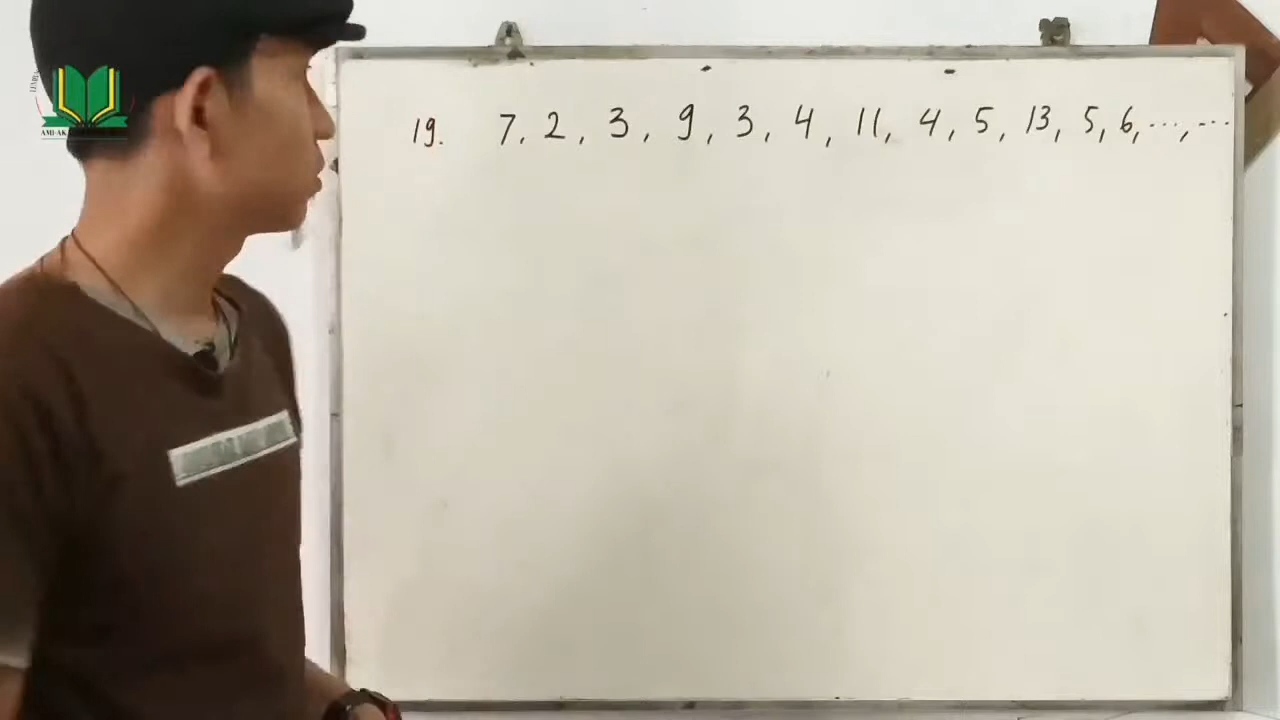 19. 7, 2, 3, 9, 3, 4, 11, 4, 5, 13, 5, 6, ..., ...